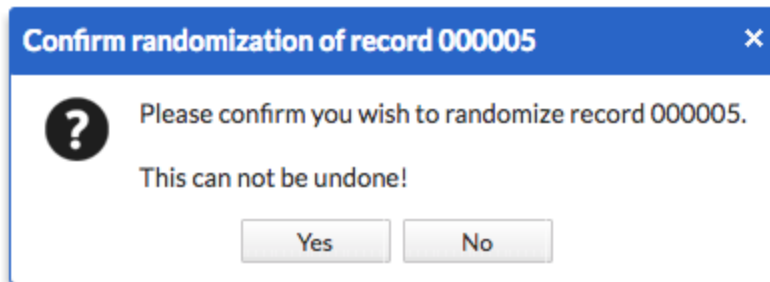 Confirm randomization of record 000005
Please confirm you wish to randomize record 000005.
This can not be undone!
Yes No